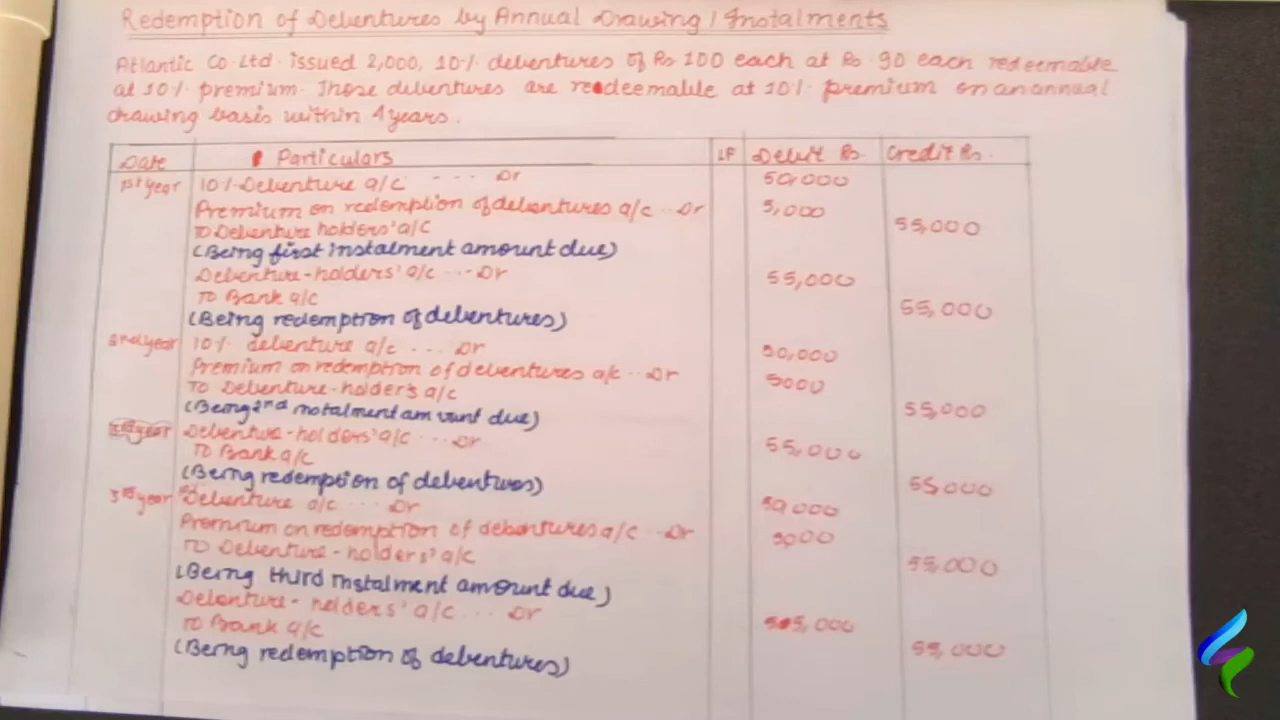 Redemption of Debentures by Annual Drawing / Instalments
Atlantic Co. Ltd. issued 2,000, 10% debentures of Rs 100 each at Rs. 90 each redeemable
at 10% premium. These debentures are redeemable at 10% premium on an annual
drawing basis within 4 years.
Date Particulars LF Debit Rs. Credit Rs.
1st year 10% Debenture a/c ---- Dr 50,000
Premium on redemption of debentures a/c .. Dr 5,000
To Debenture holders' a/c 55,000
(Being first instalment amount due)
Debenture-holders' a/c ... Dr 55,000
To Bank a/c 55,000
(Being redemption of debentures)
2nd year 10% debenture a/c ... Dr 50,000
Premium on redemption of debentures a/c .. Dr 5000
To Debenture-holder's a/c 55,000
(Being 2nd instalment amount due)
year Debenture-holders' a/c ... Dr 55,000
To Bank a/c 55,000
(Being redemption of debentures)
3rd year Debenture a/c ... Dr 50,000
Premium on redemption of debentures a/c .. Dr 5000
To Debenture-holders' a/c 55,000
(Being third instalment amount due)
Debenture-holders' a/c ... Dr 55,000
To Bank a/c 55,000
(Being redemption of debentures)